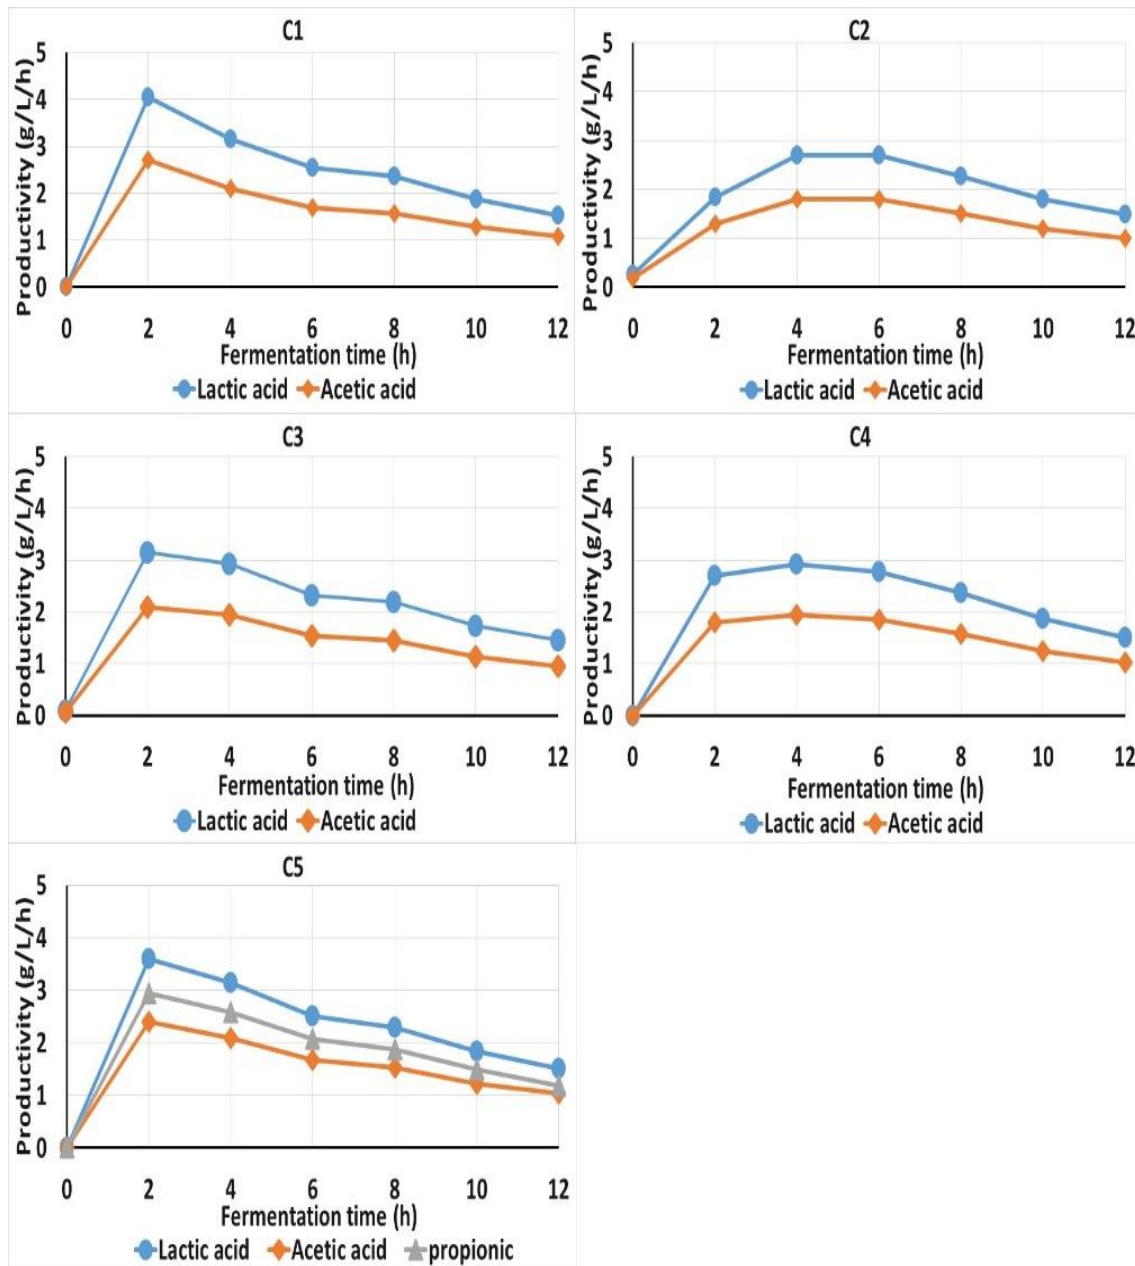 C1
Productivity (g/L/h)
5
4
3
2
1
0
0 2 4 6 8 10 12
Fermentation time (h)
Lactic acid Acetic acid
C2
Productivity (g/L/h)
5
4
3
2
1
0
0 2 4 6 8 10 12
Fermentation time (h)
Lactic acid Acetic acid
C3
Productivity (g/L/h)
5
4
3
2
1
0
0 2 4 6 8 10 12
Fermentation time (h)
Lactic acid Acetic acid
C4
Productivity (g/L/h)
5
4
3
2
1
0
0 2 4 6 8 10 12
Fermentation time (h)
Lactic acid Acetic acid
C5
Productivity (g/L/h)
5
4
3
2
1
0
0 2 4 6 8 10 12
Fermentation time (h)
Lactic acid Acetic acid propionic